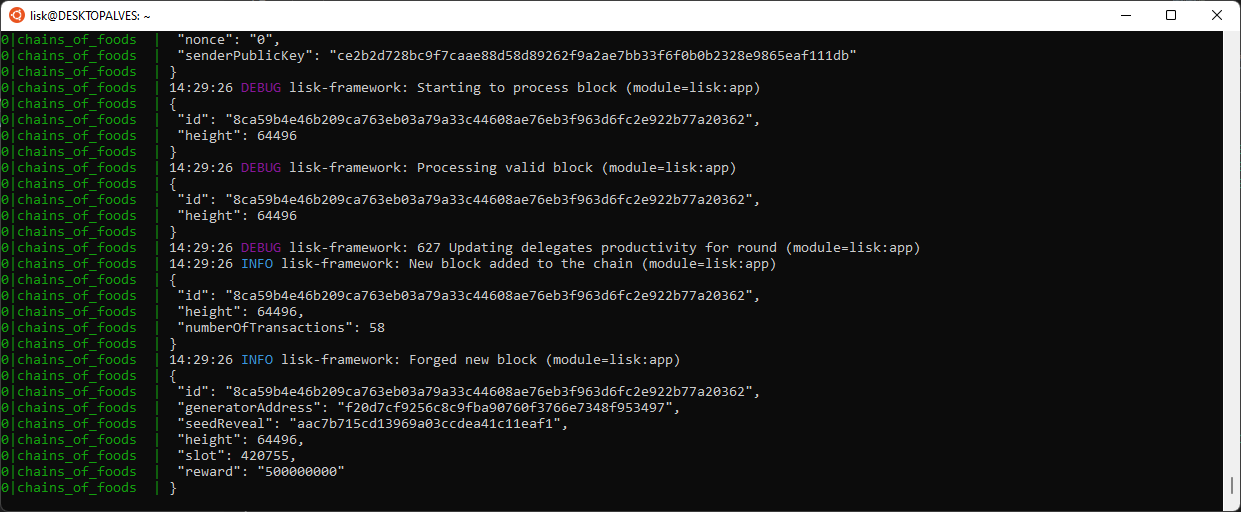 lisk@DESKTOPALVES: ~
0|chains_of_foods | "nonce": "0",
0|chains_of_foods | "senderPublicKey": "ce2b2d728bc9f7caae88d58d89262f9a2ae7bb33f6f0b0b2328e9865eaf111db"
0|chains_of_foods | }
0|chains_of_foods | 14:29:26 DEBUG lisk-framework: Starting to process block (module=lisk:app)
0|chains_of_foods | {
0|chains_of_foods | "id": "8ca59b4e46b209ca763eb03a79a33c44608ae76eb3f963d6fc2e922b77a20362",
0|chains_of_foods | "height": 64496
0|chains_of_foods | }
0|chains_of_foods | 14:29:26 DEBUG lisk-framework: Processing valid block (module=lisk:app)
0|chains_of_foods | {
0|chains_of_foods | "id": "8ca59b4e46b209ca763eb03a79a33c44608ae76eb3f963d6fc2e922b77a20362",
0|chains_of_foods | "height": 64496
0|chains_of_foods | }
0|chains_of_foods | 14:29:26 DEBUG lisk-framework: 627 Updating delegates productivity for round (module=lisk:app)
0|chains_of_foods | 14:29:26 INFO lisk-framework: New block added to the chain (module=lisk:app)
0|chains_of_foods | {
0|chains_of_foods | "id": "8ca59b4e46b209ca763eb03a79a33c44608ae76eb3f963d6fc2e922b77a20362",
0|chains_of_foods | "height": 64496,
0|chains_of_foods | "numberOfTransactions": 58
0|chains_of_foods | }
0|chains_of_foods | 14:29:26 INFO lisk-framework: Forged new block (module=lisk:app)
0|chains_of_foods | {
0|chains_of_foods | "id": "8ca59b4e46b209ca763eb03a79a33c44608ae76eb3f963d6fc2e922b77a20362",
0|chains_of_foods | "generatorAddress": "f20d7cf9256c8c9fba90760f3766e7348f953497",
0|chains_of_foods | "seedReveal": "aac7b715cd13969a03ccdea41c11eaf1",
0|chains_of_foods | "height": 64496,
0|chains_of_foods | "slot": 420755,
0|chains_of_foods | "reward": "500000000"
0|chains_of_foods | }